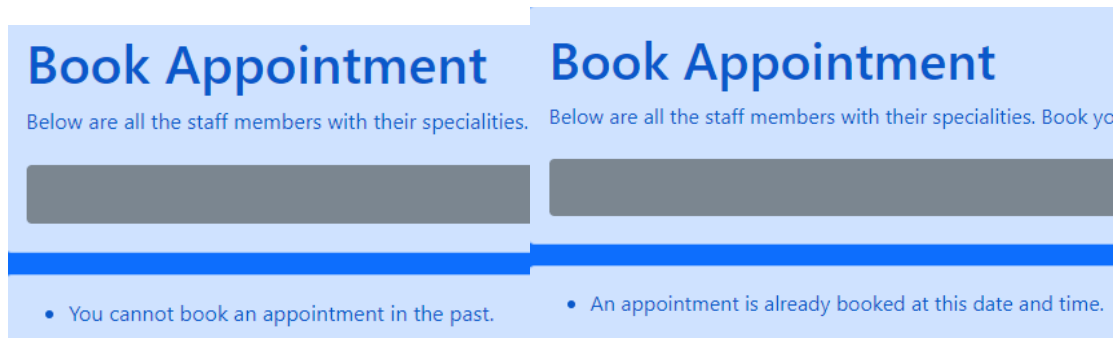 Book Appointment
Below are all the staff members with their specialities.
• You cannot book an appointment in the past.
Book Appointment
Below are all the staff members with their specialities. Book yo
• An appointment is already booked at this date and time.